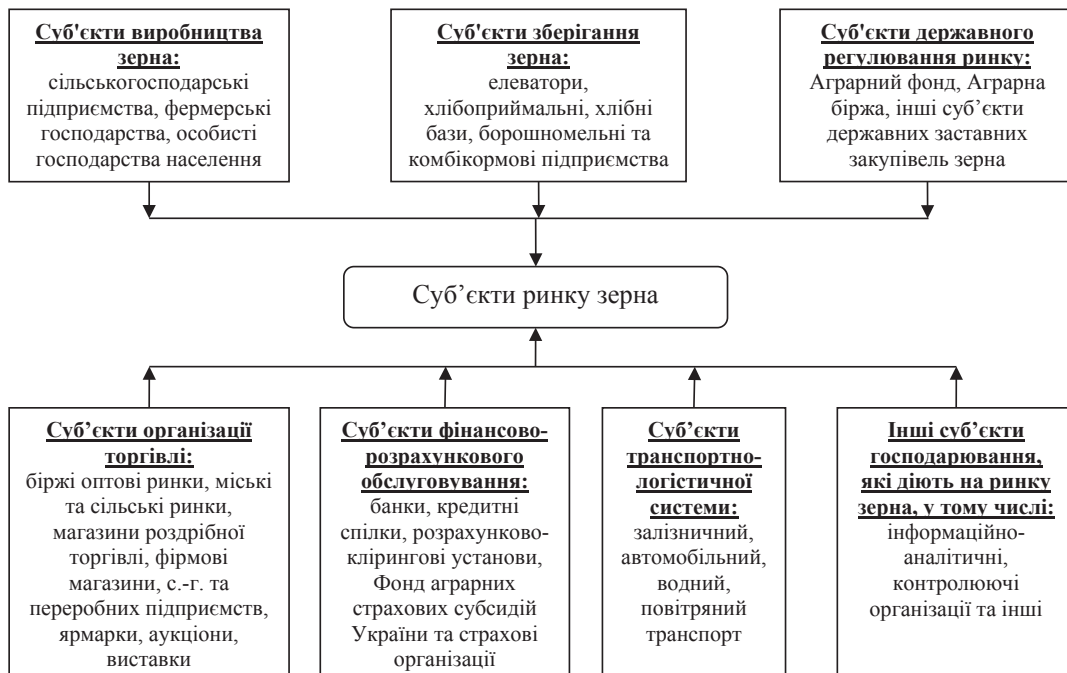 Суб'єкти виробництва
зерна:
сільськогосподарські
підприємства, фермерські
господарства, особисті
господарства населення
Суб'єкти зберігання
зерна:
елеватори,
хлібоприймальні, хлібні
бази, борошномельні та
комбікормові підприємства
Суб'єкти державного
регулювання ринку:
Аграрний фонд, Аграрна
біржа, інші суб’єкти
державних заставних
закупівель зерна
Суб’єкти ринку зерна
Суб’єкти організації
торгівлі:
біржі оптові ринки, міські
та сільські ринки,
магазини роздрібної
торгівлі, фірмові
магазини, с.-г. та
переробних підприємств,
ярмарки, аукціони,
виставки
Суб’єкти фінансово-
розрахункового
обслуговування:
банки, кредитні
спілки, розрахунково-
клірингові установи,
Фонд аграрних
страхових субсидій
України та страхові
організації
Суб’єкти
транспортно-
логістичної
системи:
залізничний,
автомобільний,
водний,
повітряний
транспорт
Інші суб’єкти
господарювання,
які діють на ринку
зерна, у тому числі:
інформаційно-
аналітичні,
контролюючі
організації та інші